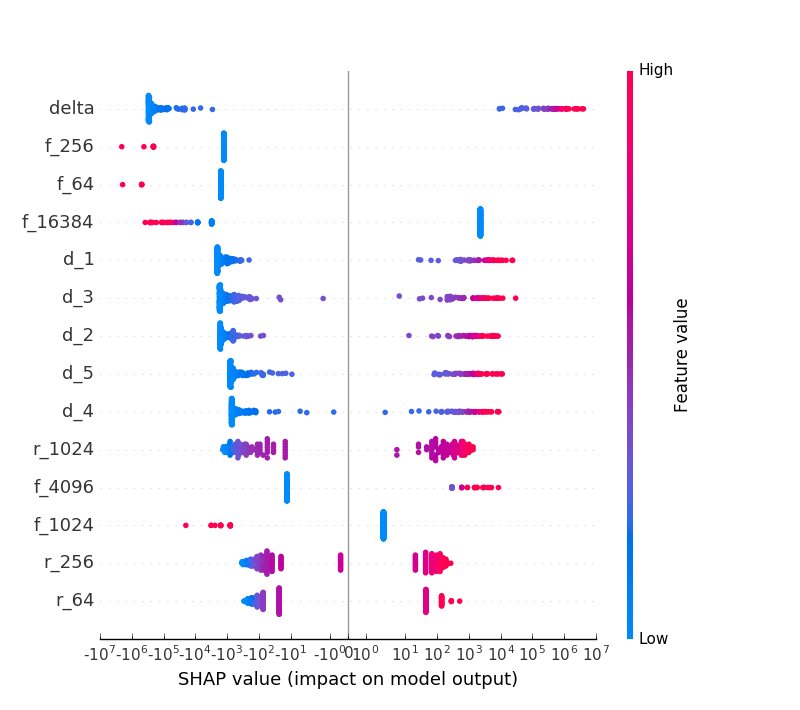 High
delta
f_256
f_64
f_16384
d_1
d_3
d_2
d_5
d_4
r_1024
f_4096
f_1024
r_256
r_64
Feature value
Low
-10^7 -10^6 -10^5 -10^4 -10^3 -10^2 -10^1 -10^0 0 10^0 10^1 10^2 10^3 10^4 10^5 10^6 10^7
SHAP value (impact on model output)